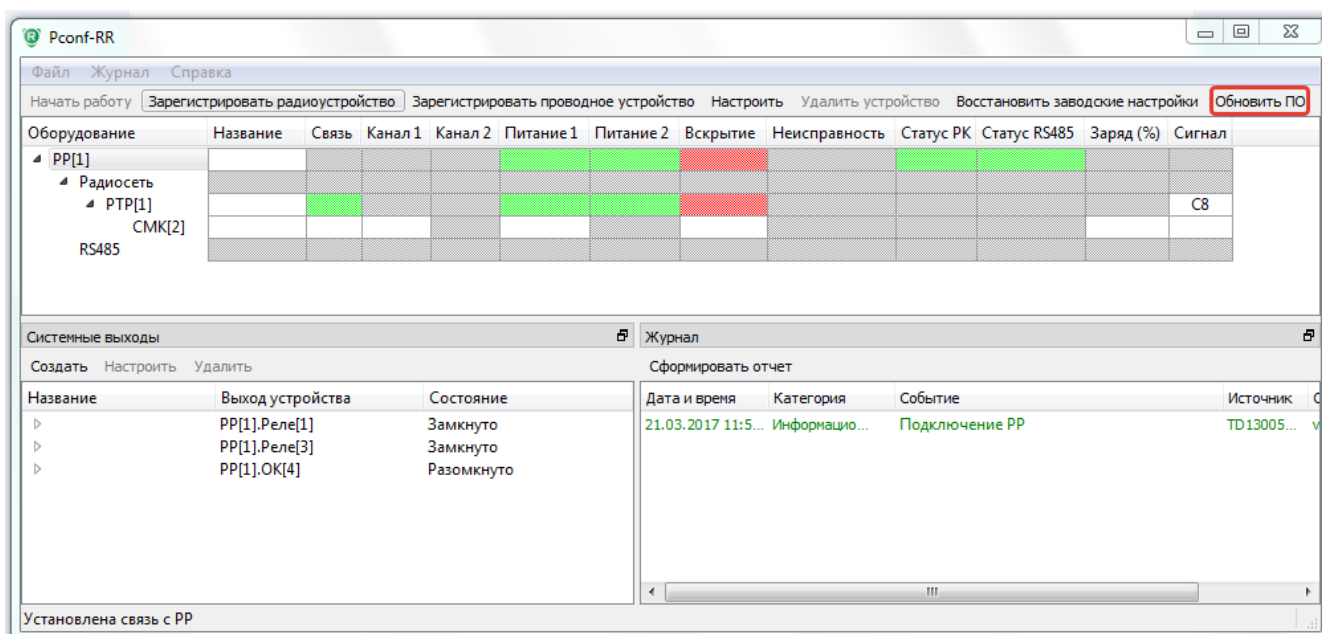 Pconf-RR
Файл Журнал Справка
Начать работу Зарегистрировать радиоустройство Зарегистрировать проводное устройство Настроить Удалить устройство Восстановить заводские настройки Обновить ПО
Оборудование Название Связь Канал 1 Канал 2 Питание 1 Питание 2 Вскрытие Неисправность Статус РК Статус RS485 Заряд (%) Сигнал
РР[1]
Радиосеть
РТР[1] C8
СМК[2]
RS485
Системные выходы Журнал
Создать Настроить Удалить Сформировать отчет
Название Выход устройства Состояние Дата и время Категория Событие Источник
РР[1].Реле[1] Замкнуто 21.03.2017 11:5... Информацио... Подключение РР TD13005...
РР[1].Реле[3] Замкнуто
РР[1].ОК[4] Разомкнуто
Установлена связь с РР